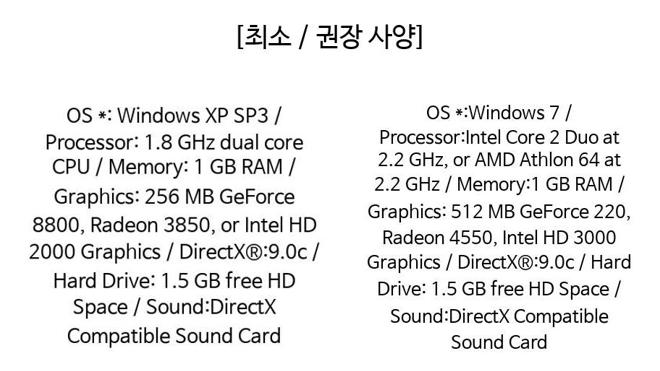 [최소 / 권장 사양]
OS *: Windows XP SP3 /
Processor: 1.8 GHz dual core
CPU / Memory: 1 GB RAM /
Graphics: 256 MB GeForce
8800, Radeon 3850, or Intel HD
2000 Graphics / DirectX®:9.0c /
Hard Drive: 1.5 GB free HD
Space / Sound:DirectX
Compatible Sound Card
OS *:Windows 7 /
Processor:Intel Core 2 Duo at
2.2 GHz, or AMD Athlon 64 at
2.2 GHz / Memory:1 GB RAM /
Graphics: 512 MB GeForce 220,
Radeon 4550, Intel HD 3000
Graphics / DirectX®:9.0c / Hard
Drive: 1.5 GB free HD Space /
Sound:DirectX Compatible
Sound Card